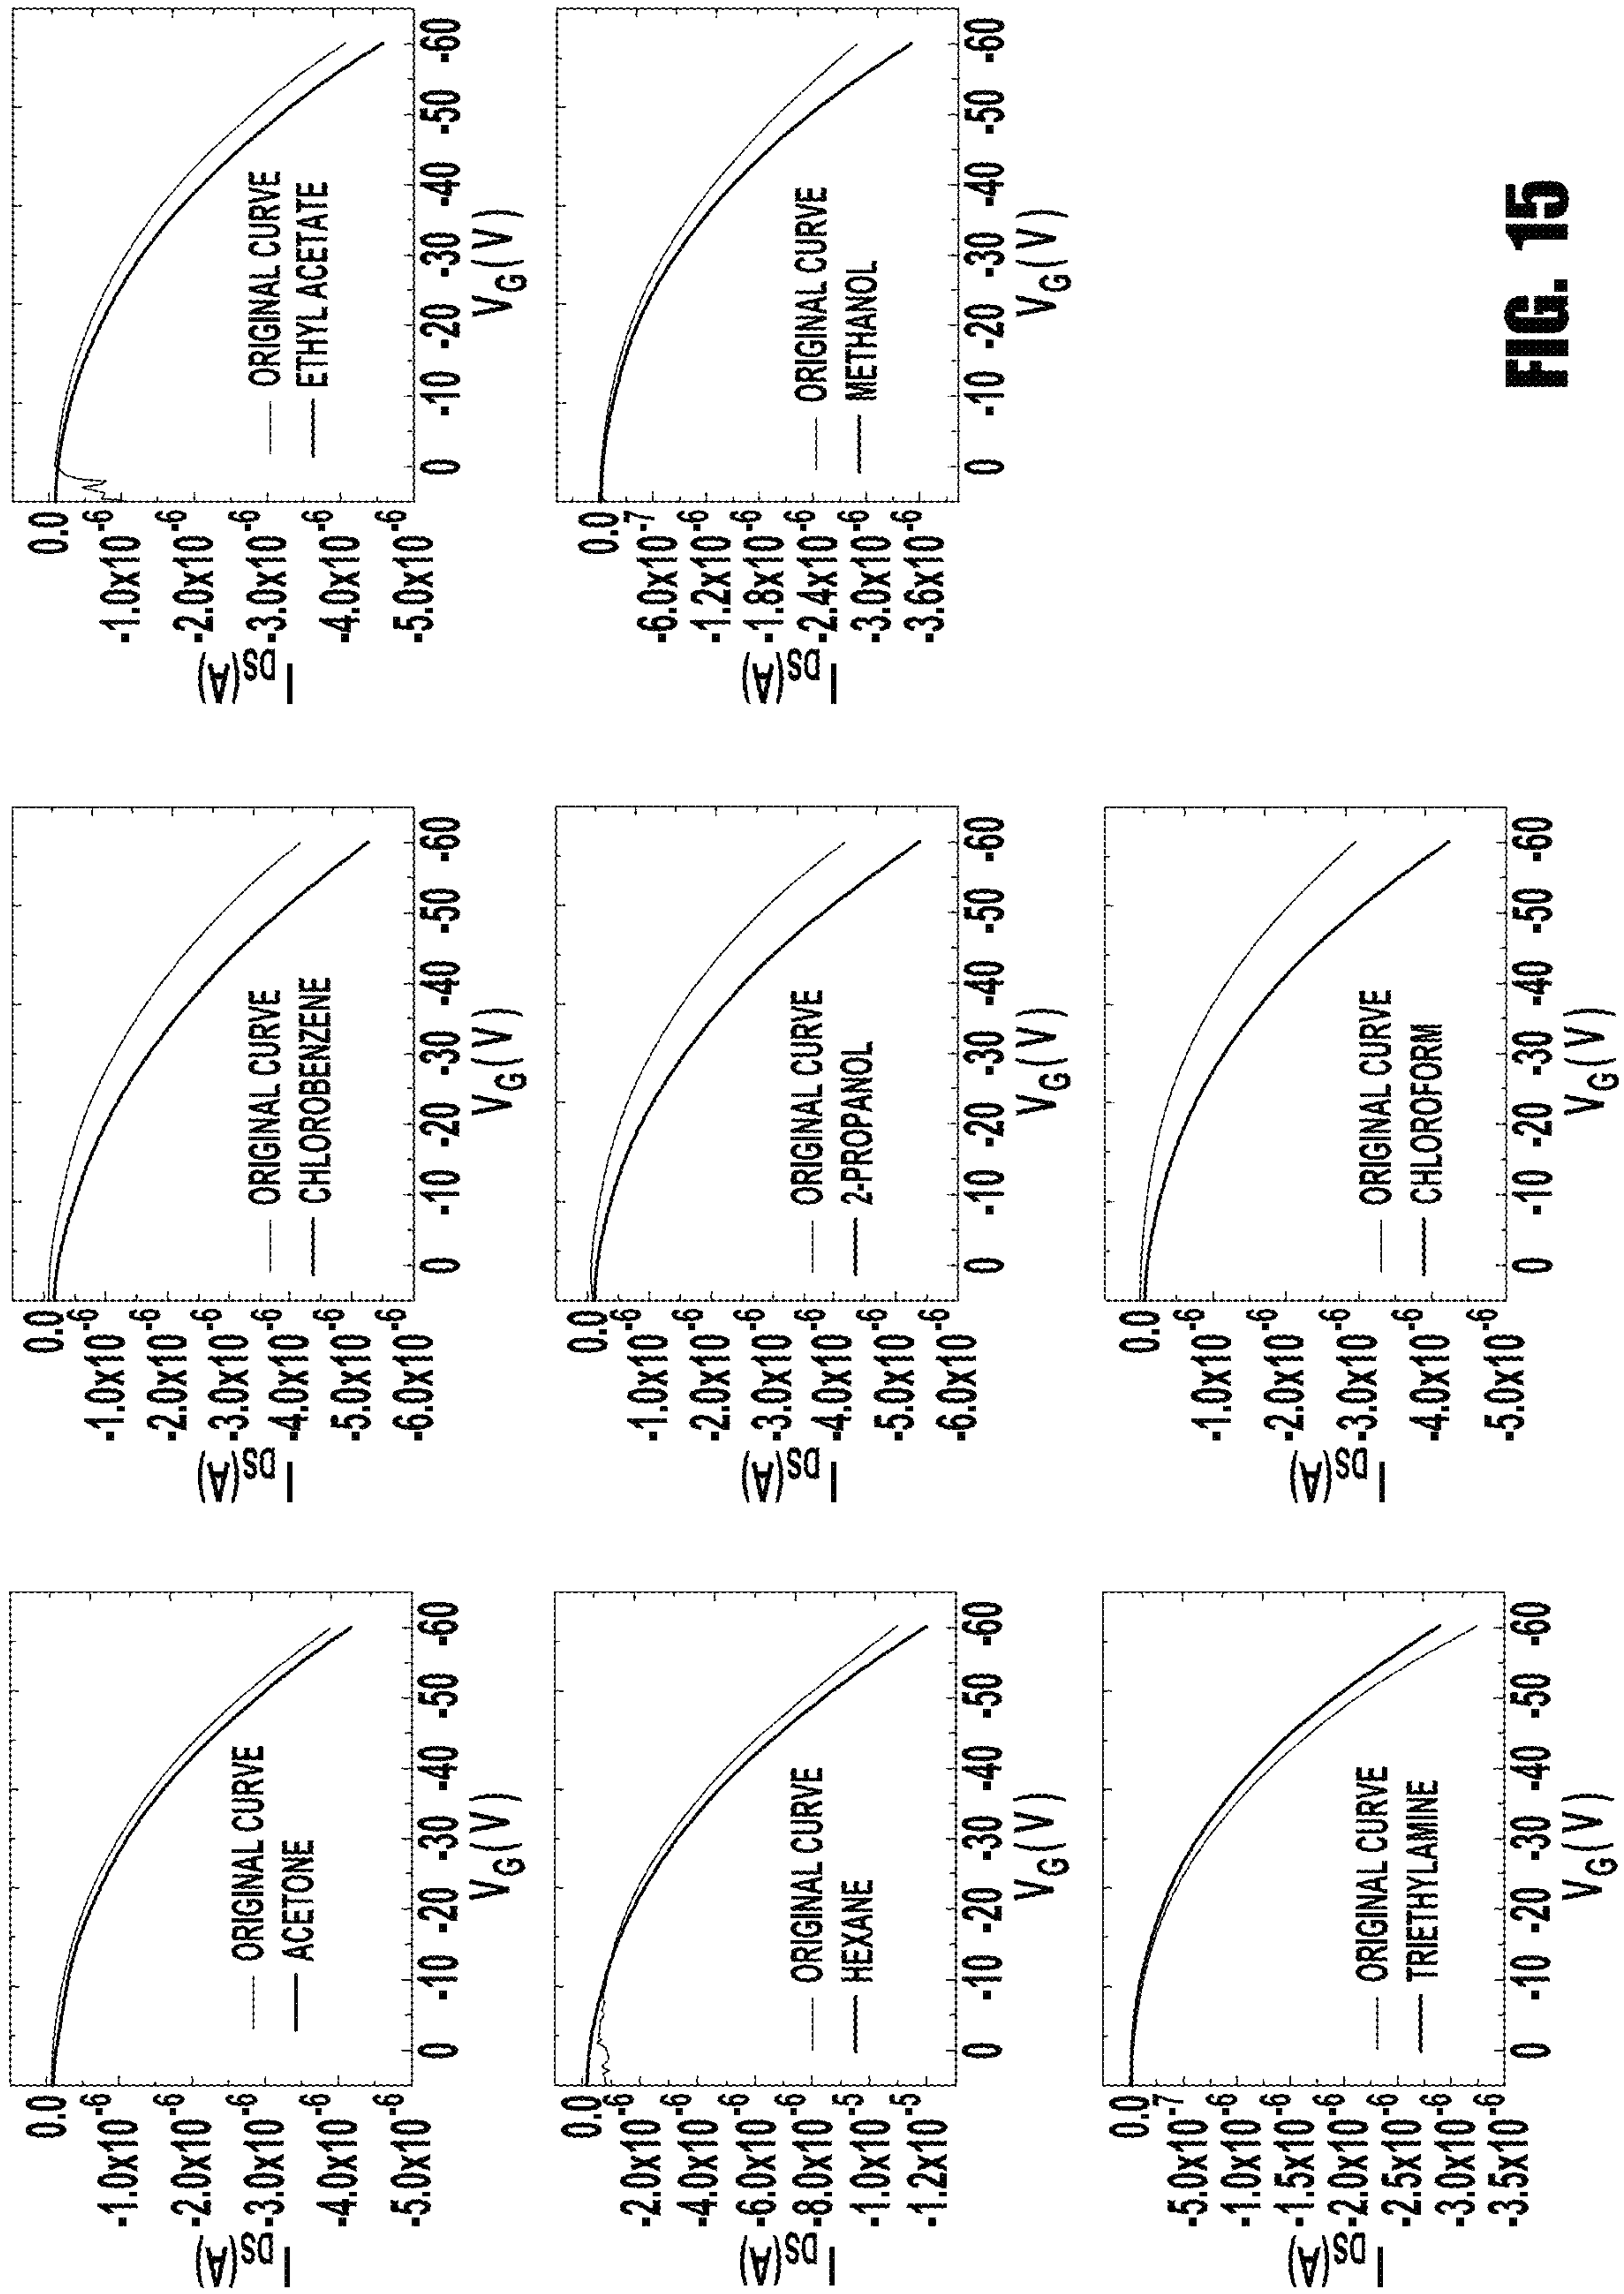 I_DS(A)
0.0
-1.0x10⁻⁶
-2.0x10⁻⁶
-3.0x10⁻⁶
-4.0x10⁻⁶
-5.0x10⁻⁶
ORIGINAL CURVE
ACETONE
0 -10 -20 -30 -40 -50 -60
V_G(V)
I_DS(A)
0.0
-1.0x10⁻⁶
-2.0x10⁻⁶
-3.0x10⁻⁶
-4.0x10⁻⁶
-5.0x10⁻⁶
-6.0x10⁻⁶
ORIGINAL CURVE
CHLOROBENZENE
0 -10 -20 -30 -40 -50 -60
V_G(V)
I_DS(A)
0.0
-1.0x10⁻⁶
-2.0x10⁻⁶
-3.0x10⁻⁶
-4.0x10⁻⁶
-5.0x10⁻⁶
ORIGINAL CURVE
ETHYL ACETATE
0 -10 -20 -30 -40 -50 -60
V_G(V)
I_DS(A)
0.0
-2.0x10⁻⁶
-4.0x10⁻⁶
-6.0x10⁻⁶
-8.0x10⁻⁶
-1.0x10⁻⁵
-1.2x10⁻⁵
ORIGINAL CURVE
HEXANE
0 -10 -20 -30 -40 -50 -60
V_G(V)
I_DS(A)
0.0
-1.0x10⁻⁶
-2.0x10⁻⁶
-3.0x10⁻⁶
-4.0x10⁻⁶
-5.0x10⁻⁶
-6.0x10⁻⁶
ORIGINAL CURVE
2-PROPANOL
0 -10 -20 -30 -40 -50 -60
V_G(V)
I_DS(A)
0.0
-6.0x10⁻⁷
-1.2x10⁻⁶
-1.8x10⁻⁶
-2.4x10⁻⁶
-3.0x10⁻⁶
-3.6x10⁻⁶
ORIGINAL CURVE
METHANOL
0 -10 -20 -30 -40 -50 -60
V_G(V)
I_DS(A)
0.0
-5.0x10⁻⁷
-1.0x10⁻⁶
-1.5x10⁻⁶
-2.0x10⁻⁶
-2.5x10⁻⁶
-3.0x10⁻⁶
-3.5x10⁻⁶
ORIGINAL CURVE
TRIETHYLAMINE
0 -10 -20 -30 -40 -50 -60
V_G(V)
I_DS(A)
0.0
-1.0x10⁻⁶
-2.0x10⁻⁶
-3.0x10⁻⁶
-4.0x10⁻⁶
-5.0x10⁻⁶
ORIGINAL CURVE
CHLOROFORM
0 -10 -20 -30 -40 -50 -60
V_G(V)
FIG. 15